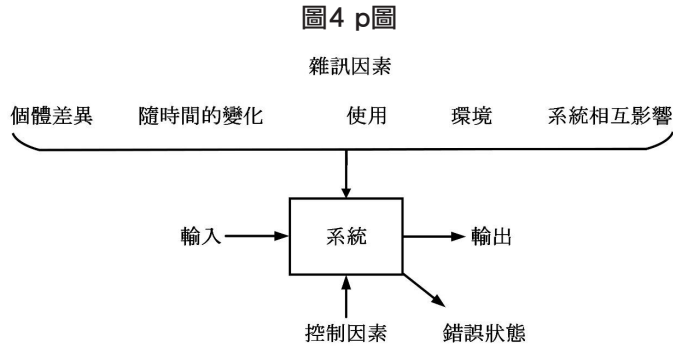 圖4 p圖
雜訊因素
個體差異 隨時間的變化 使用 環境 系統相互影響
輸入 系統 輸出
控制因素 錯誤狀態